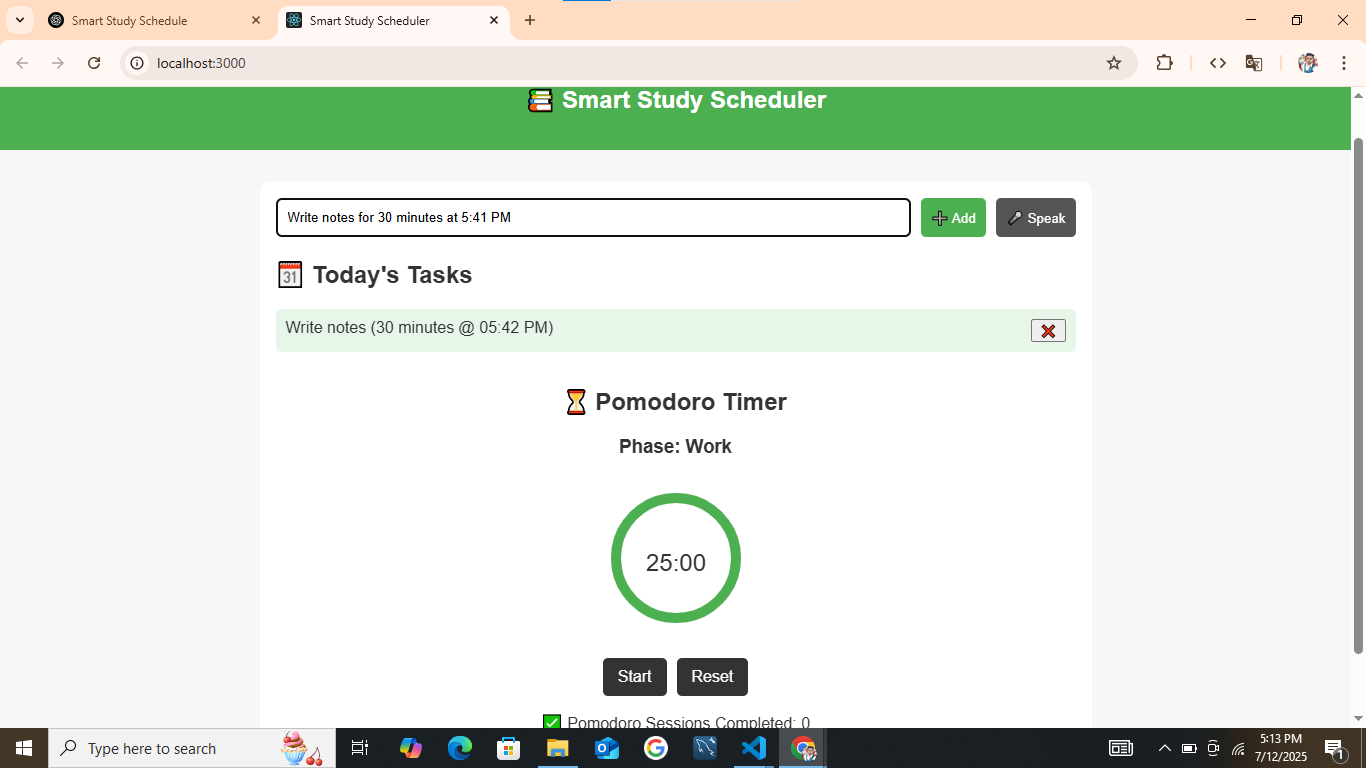 Smart Study Schedule
Smart Study Scheduler
localhost:3000
Smart Study Scheduler
Write notes for 30 minutes at 5:41 PM
Add
Speak
31
Today's Tasks
Write notes (30 minutes @ 05:42 PM)
Pomodoro Timer
Phase: Work
25:00
Start
Reset
Pomodoro Sessions Completed: 0
Type here to search
5:13 PM
7/12/2025
1